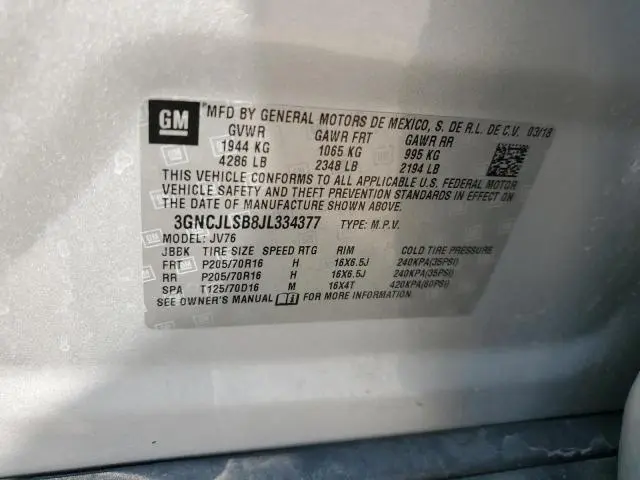 GM
MFD BY GENERAL MOTORS DE MEXICO, S. DE R.L. DE C.V. 03/18
GVWR GAWR FRT GAWR RR
1944 KG 1065 KG 995 KG
4286 LB 2348 LB 2194 LB
THIS VEHICLE CONFORMS TO ALL APPLICABLE U.S. FEDERAL MOTOR
VEHICLE SAFETY AND THEFT PREVENTION STANDARDS IN EFFECT ON
THE DATE OF MANUFACTURE SHOWN ABOVE.
3GNCJLSB8JL334377 TYPE: M.P.V.
MODEL: JV76
JBBK TIRE SIZE SPEED RTG RIM COLD TIRE PRESSURE
FRT P205/70R16 H 16X6.5J 240KPA(35PSI)
RR P205/70R16 H 16X6.5J 240KPA(35PSI)
SPA T125/70D16 M 16X4T 420KPA(60PSI)
SEE OWNER'S MANUAL FOR MORE INFORMATION.